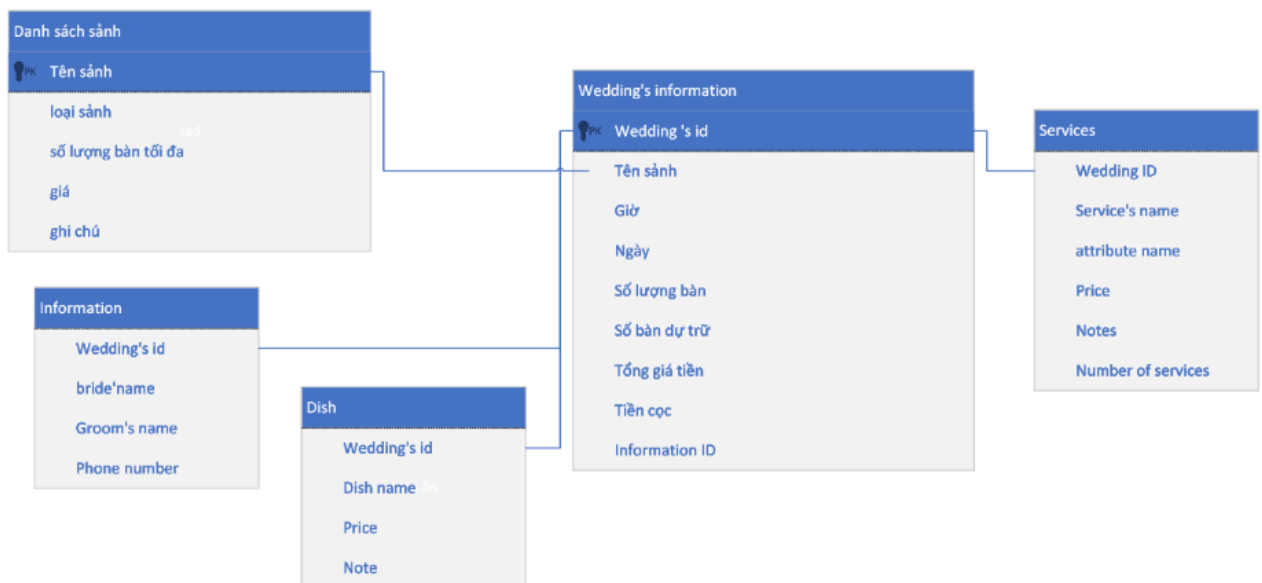 Danh sách sảnh
PK Tên sảnh
loại sảnh
sad
số lượng bàn tối đa
giá
ghi chú
Information
Wedding's id
bride'name
Groom's name
Phone number
Dish
Wedding's id
Dish name ăn
Price
Note
Wedding's information
PK Wedding 's id
Tên sảnh
Giờ
Ngày
Số lượng bàn
Số bàn dự trữ
Tổng giá tiền
Tiền cọc
Information ID
Services
Wedding ID
Service's name
attribute name
Price
Notes
Number of services